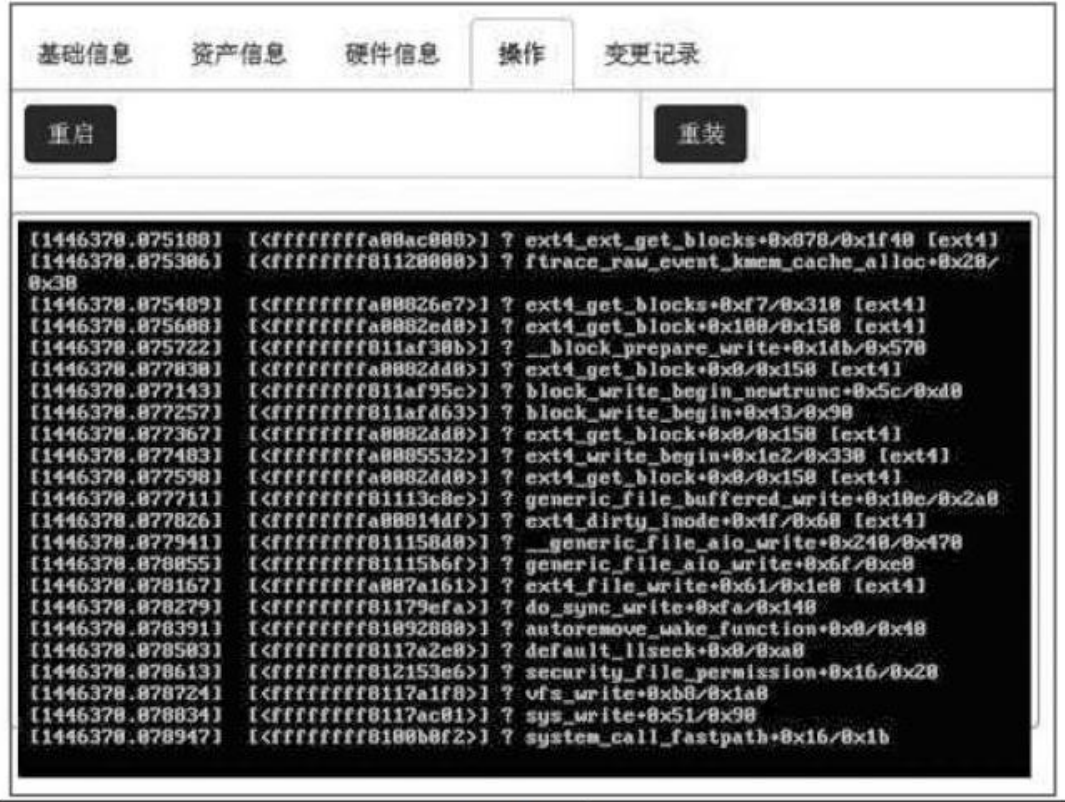 基础信息 资产信息 硬件信息 操作 变更记录
重启 重装
[1446370.075188] [<ffffffffa00ac008>] ? ext4_ext_get_blocks+0x878/0x1f40 [ext4]
[1446370.075306] [<ffffffff81120000>] ? ftrace_raw_event_kmem_cache_alloc+0x20/
0x30
[1446370.075489] [<ffffffffa00826e7>] ? ext4_get_blocks+0xf7/0x310 [ext4]
[1446370.075608] [<ffffffffa0082ed0>] ? ext4_get_block+0x100/0x150 [ext4]
[1446370.075722] [<ffffffff811af30b>] ? __block_prepare_write+0x1db/0x570
[1446370.077030] [<ffffffffa0082dd0>] ? ext4_get_block+0x0/0x150 [ext4]
[1446370.077143] [<ffffffff811af95c>] ? block_write_begin_newtrunc+0x5c/0xd0
[1446370.077257] [<ffffffff811afd63>] ? block_write_begin+0x43/0x90
[1446370.077367] [<ffffffffa0082dd0>] ? ext4_get_block+0x0/0x150 [ext4]
[1446370.077483] [<ffffffffa0085532>] ? ext4_write_begin+0x1e2/0x330 [ext4]
[1446370.077598] [<ffffffffa0082dd0>] ? ext4_get_block+0x0/0x150 [ext4]
[1446370.077711] [<ffffffff81113c8e>] ? generic_file_buffered_write+0x10e/0x2a0
[1446370.077826] [<ffffffffa00814df>] ? ext4_dirty_inode+0x4f/0x60 [ext4]
[1446370.077941] [<ffffffff811158d0>] ? __generic_file_aio_write+0x240/0x470
[1446370.078055] [<ffffffff81115b6f>] ? generic_file_aio_write+0x6f/0xe0
[1446370.078167] [<ffffffffa007a161>] ? ext4_file_write+0x61/0x1e0 [ext4]
[1446370.078279] [<ffffffff81179efa>] ? do_sync_write+0xfa/0x140
[1446370.078391] [<ffffffff81092880>] ? autoremove_wake_function+0x0/0x40
[1446370.078503] [<ffffffff8117a2e0>] ? default_llseek+0x0/0xa0
[1446370.078613] [<ffffffff812153e6>] ? security_file_permission+0x16/0x20
[1446370.078724] [<ffffffff8117a1f8>] ? vfs_write+0xb8/0x1a0
[1446370.078834] [<ffffffff8117ac01>] ? sys_write+0x51/0x90
[1446370.078947] [<ffffffff8100b0f2>] ? system_call_fastpath+0x16/0x1b